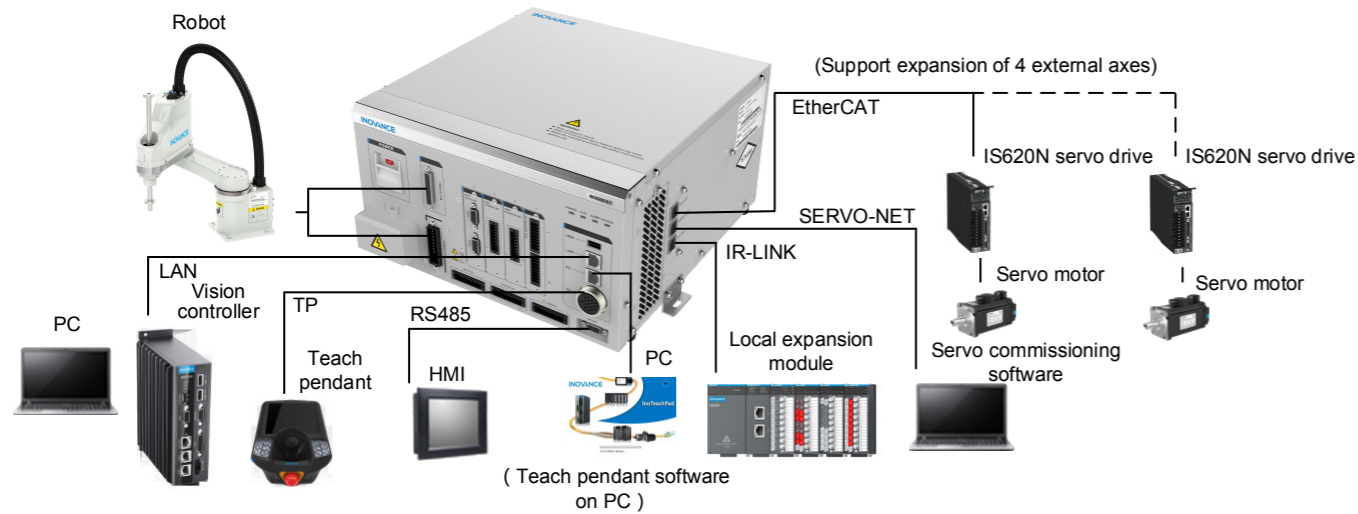 Robot
INOVANCE
INOVANCE
INOVANCE
POWER
(Support expansion of 4 external axes)
EtherCAT
IS620N servo drive
IS620N servo drive
SERVO-NET
IR-LINK
Servo motor
Servo motor
LAN
Vision
controller
PC
TP
RS485
Teach
pendant
HMI
PC
Local expansion
module
Servo commissioning
software
INOVANCE
InoTeachPad
( Teach pendant software
on PC )